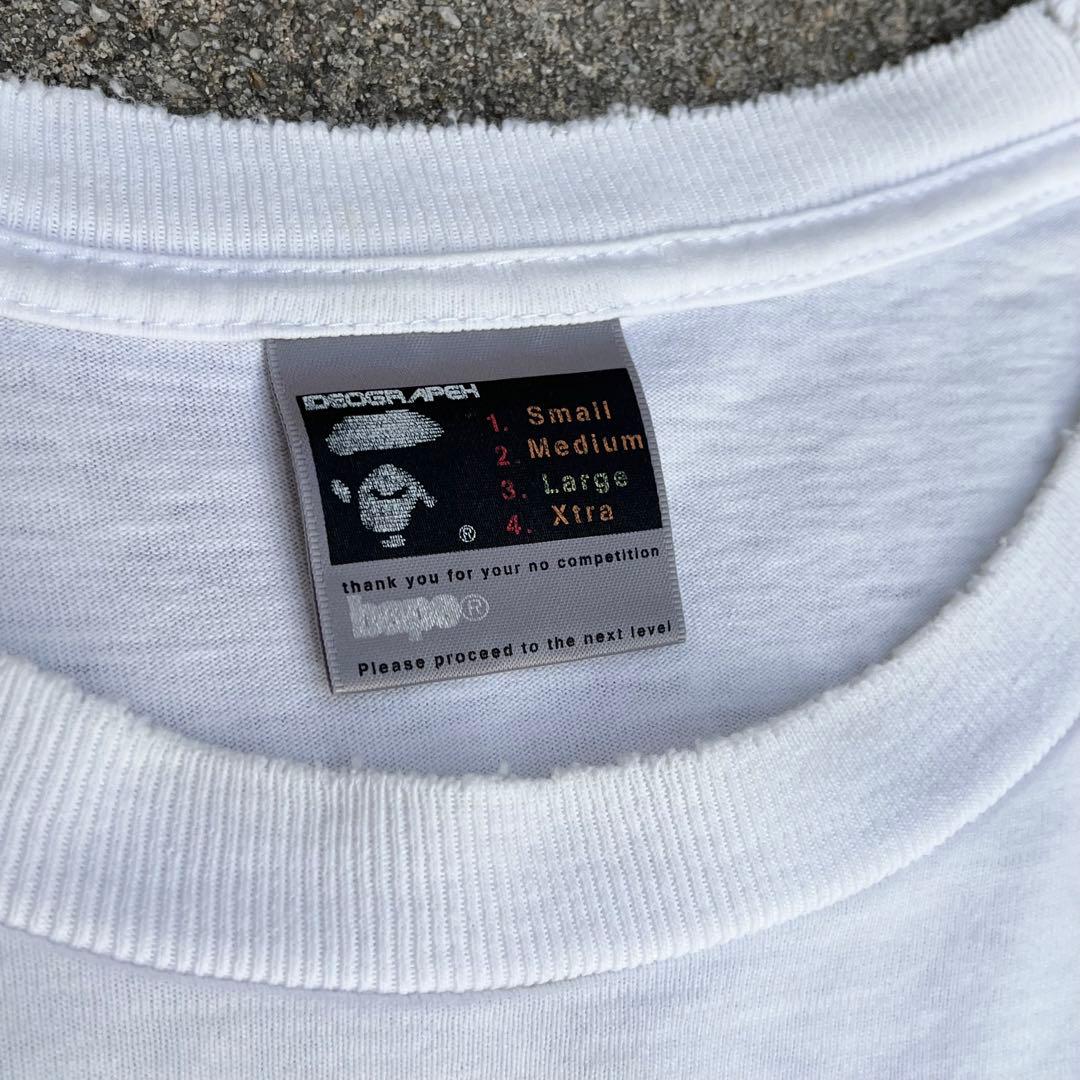 IDEOGRAPEH
1. Small
2. Medium
3. Large
4. Xtra
®
thank you for your no competition
bape®
Please proceed to the next level